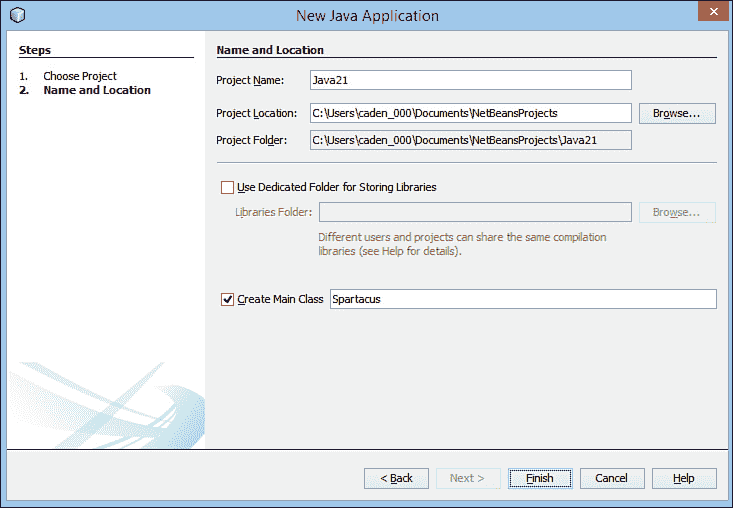 New Java Application
Steps
1. Choose Project
2. Name and Location
Name and Location
Project Name: Java21
Project Location: C:\Users\caden_000\Documents\NetBeansProjects Browse...
Project Folder: C:\Users\caden_000\Documents\NetBeansProjects\Java21
Use Dedicated Folder for Storing Libraries
Libraries Folder: Browse...
Different users and projects can share the same compilation
libraries (see Help for details).
Create Main Class Spartacus
< Back Next > Finish Cancel Help